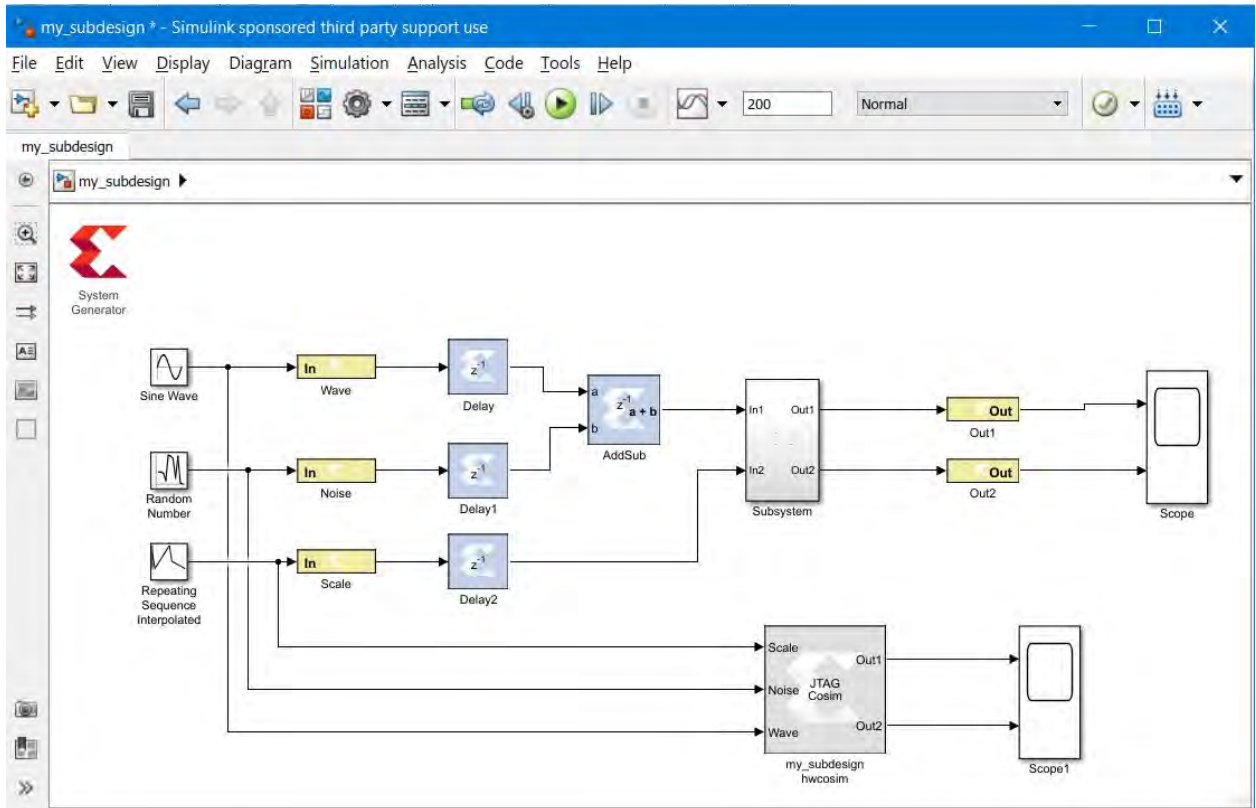 my_subdesign * - Simulink sponsored third party support use
File Edit View Display Diagram Simulation Analysis Code Tools Help
200 Normal
my_subdesign
my_subdesign
System
Generator
Sine Wave
In
Wave
z-1
Delay
a
b
z-1 a + b
AddSub
In1 Out1
In2 Out2
Subsystem
Out
Out1
Out
Out2
Scope
Random
Number
In
Noise
z-1
Delay1
Repeating
Sequence
Interpolated
In
Scale
z-1
Delay2
Scale
Noise
Wave
JTAG
Cosim
Out1
Out2
my_subdesign
hwcosim
Scope1